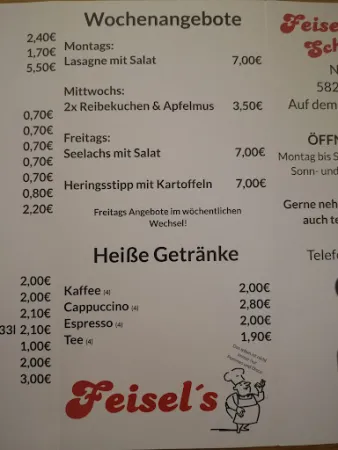 2,40€
1,70€
5,50€
0,70€
0,70€
0,70€
0,70€
0,70€
0,80€
2,20€
2,00€
2,00€
2,10€
33l 2,10€
1,00€
2,00€
3,00€
Wochenangebote
Montags:
Lasagne mit Salat 7,00€
Mittwochs:
2x Reibekuchen & Apfelmus 3,50€
Freitags:
Seelachs mit Salat 7,00€
Heringsstipp mit Kartoffeln 7,00€
Freitags Angebote im wöchentlichen
Wechsel!
Heiße Getränke
Kaffee (4) 2,00€
Cappuccino (4) 2,80€
Espresso (4) 2,00€
Tee (4) 1,90€
Feisel´s
Feise
Sch
N
582
Auf dem
ÖFFN
Montag bis S
Sonn- und
Gerne neh
auch te
Telefo